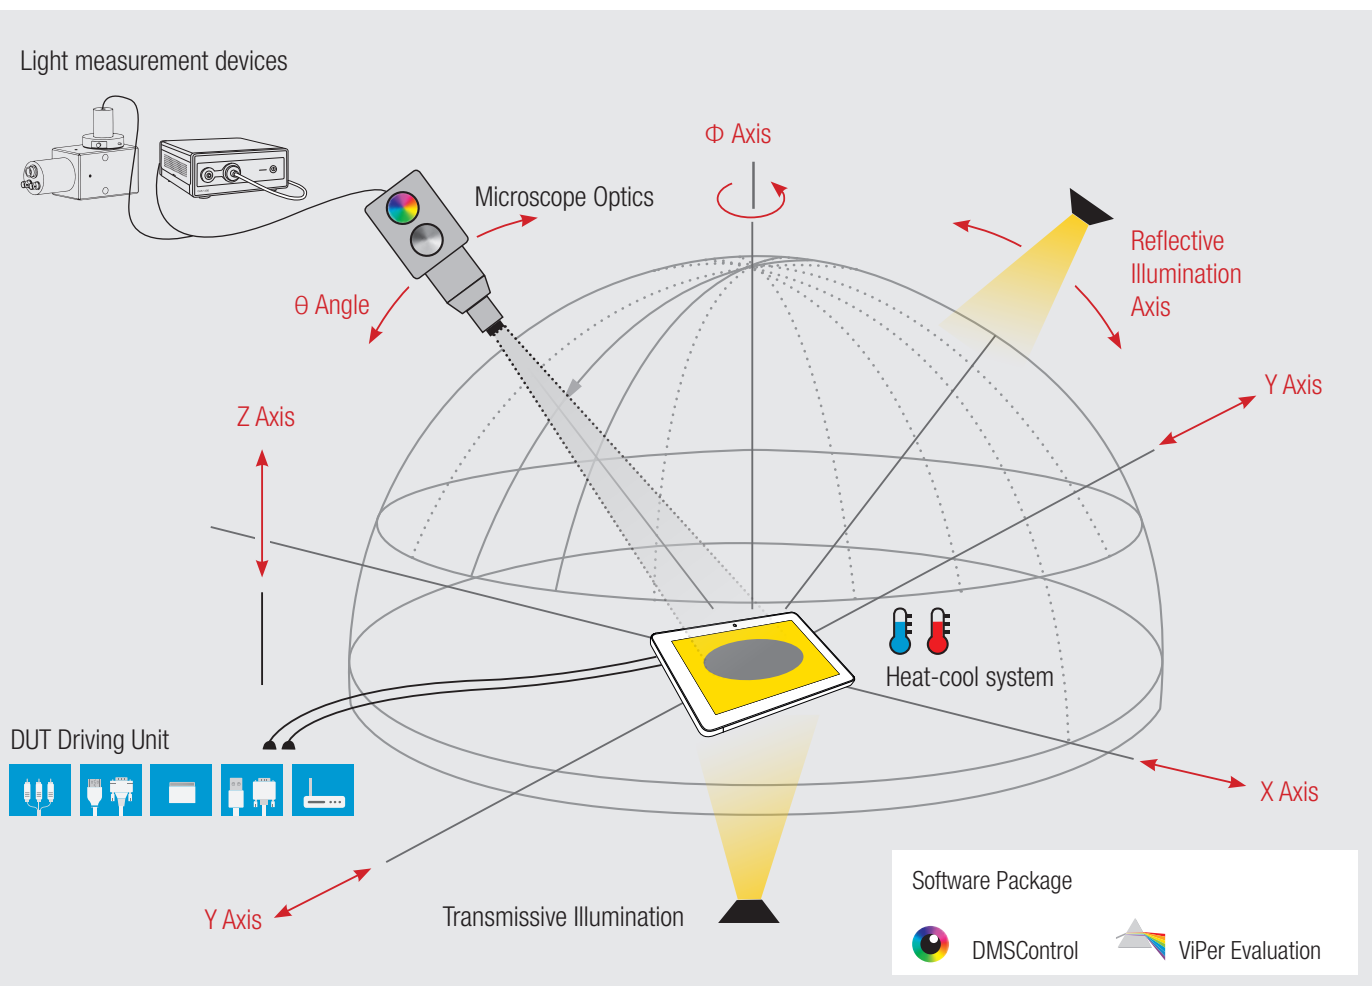 Light measurement devices
Φ Axis
Microscope Optics
Reflective
Illumination
Axis
θ Angle
Y Axis
Z Axis
Heat-cool system
DUT Driving Unit
X Axis
Software Package
Y Axis
Transmissive Illumination
DMSControl
ViPer Evaluation